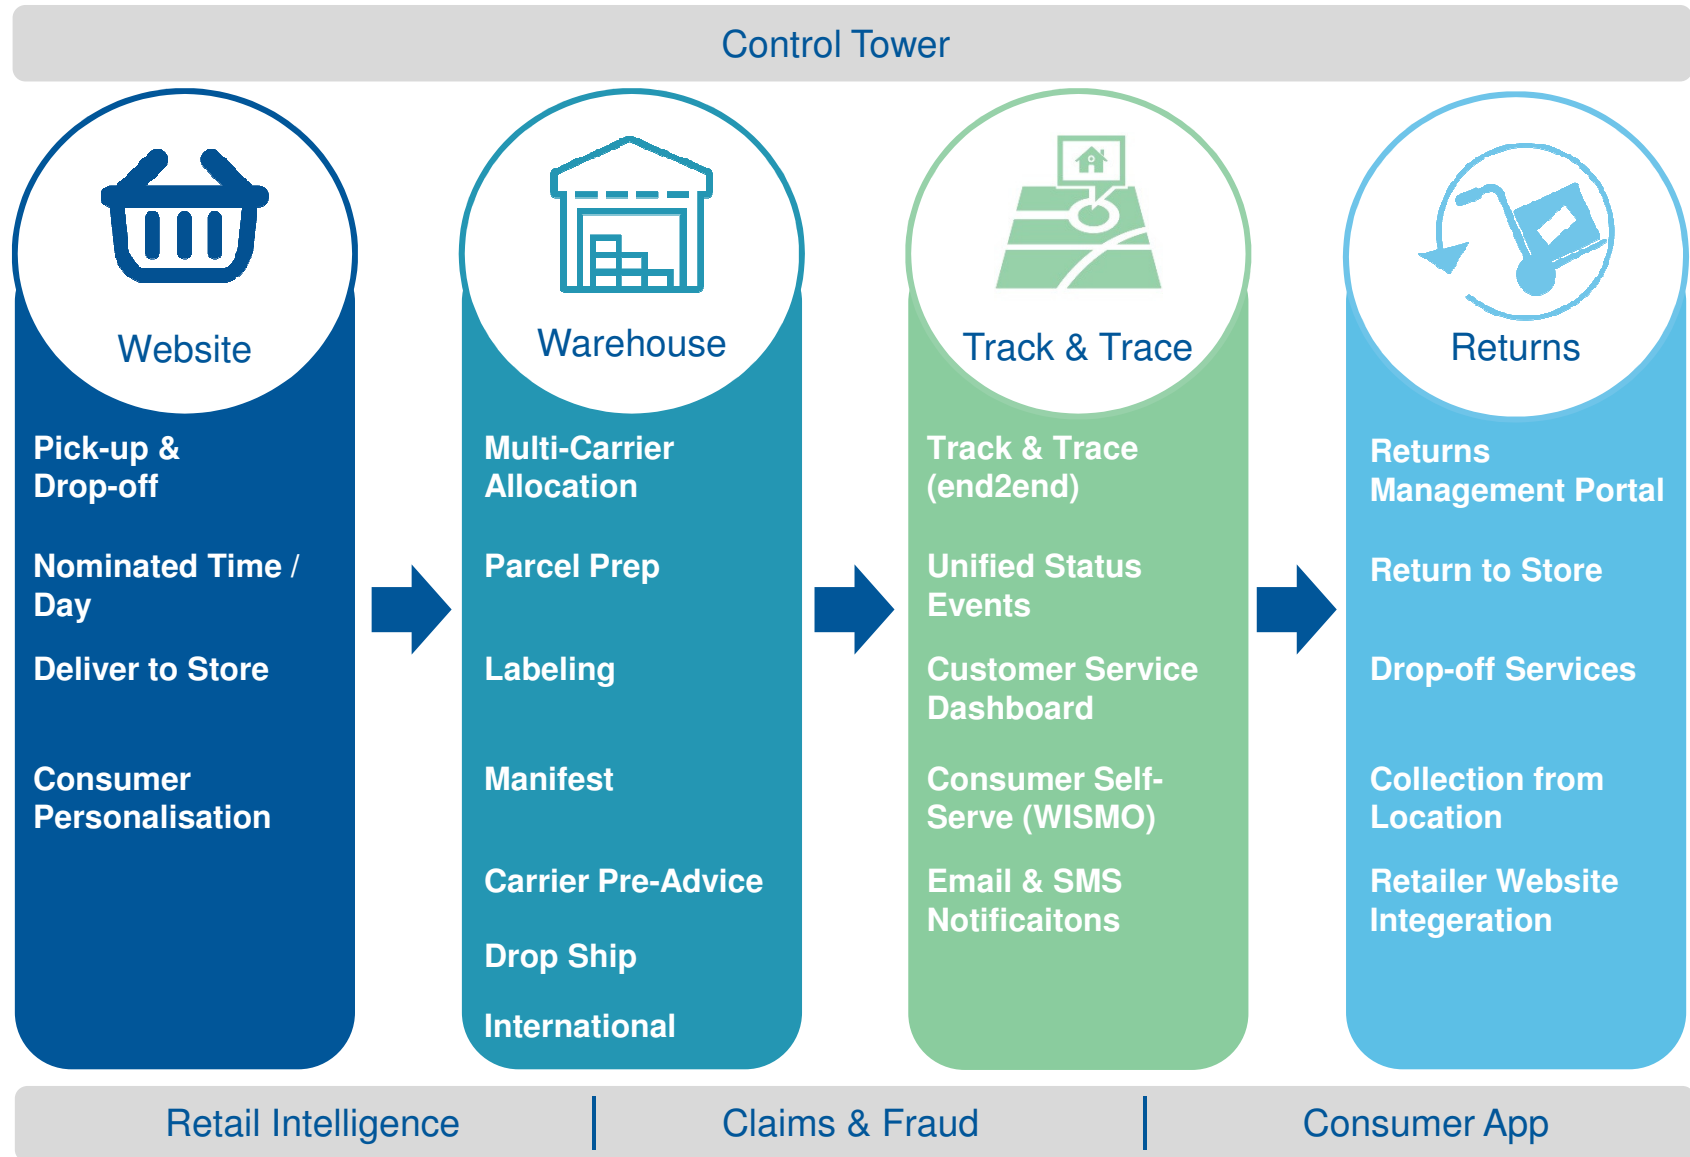 Control Tower
Website
Pick-up &
Drop-off
Nominated Time /
Day
Deliver to Store
Consumer
Personalisation
Warehouse
Multi-Carrier
Allocation
Parcel Prep
Labeling
Manifest
Carrier Pre-Advice
Drop Ship
International
Track & Trace
Track & Trace
(end2end)
Unified Status
Events
Customer Service
Dashboard
Consumer Self-
Serve (WISMO)
Email & SMS
Notificaitons
Returns
Returns
Management Portal
Return to Store
Drop-off Services
Collection from
Location
Retailer Website
Integeration
Retail Intelligence
Claims & Fraud
Consumer App